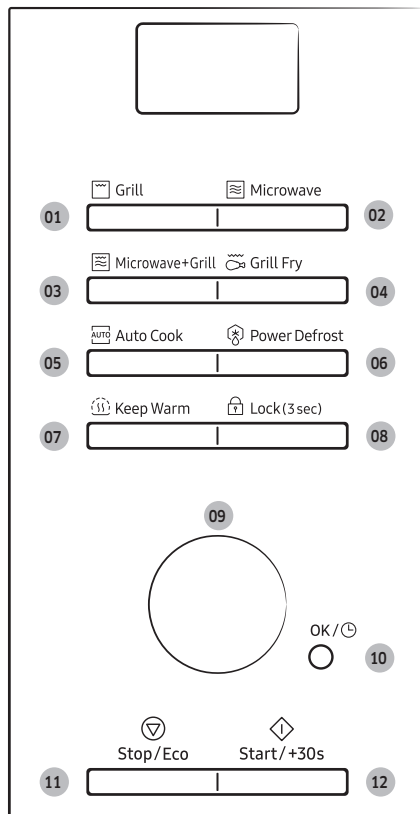 Grill Microwave
01 02
Microwave+Grill Grill Fry
03 04
AUTO Auto Cook Power Defrost
05 06
Keep Warm Lock (3 sec)
07 08
09
OK/
10
Stop/Eco Start/+30s
11 12